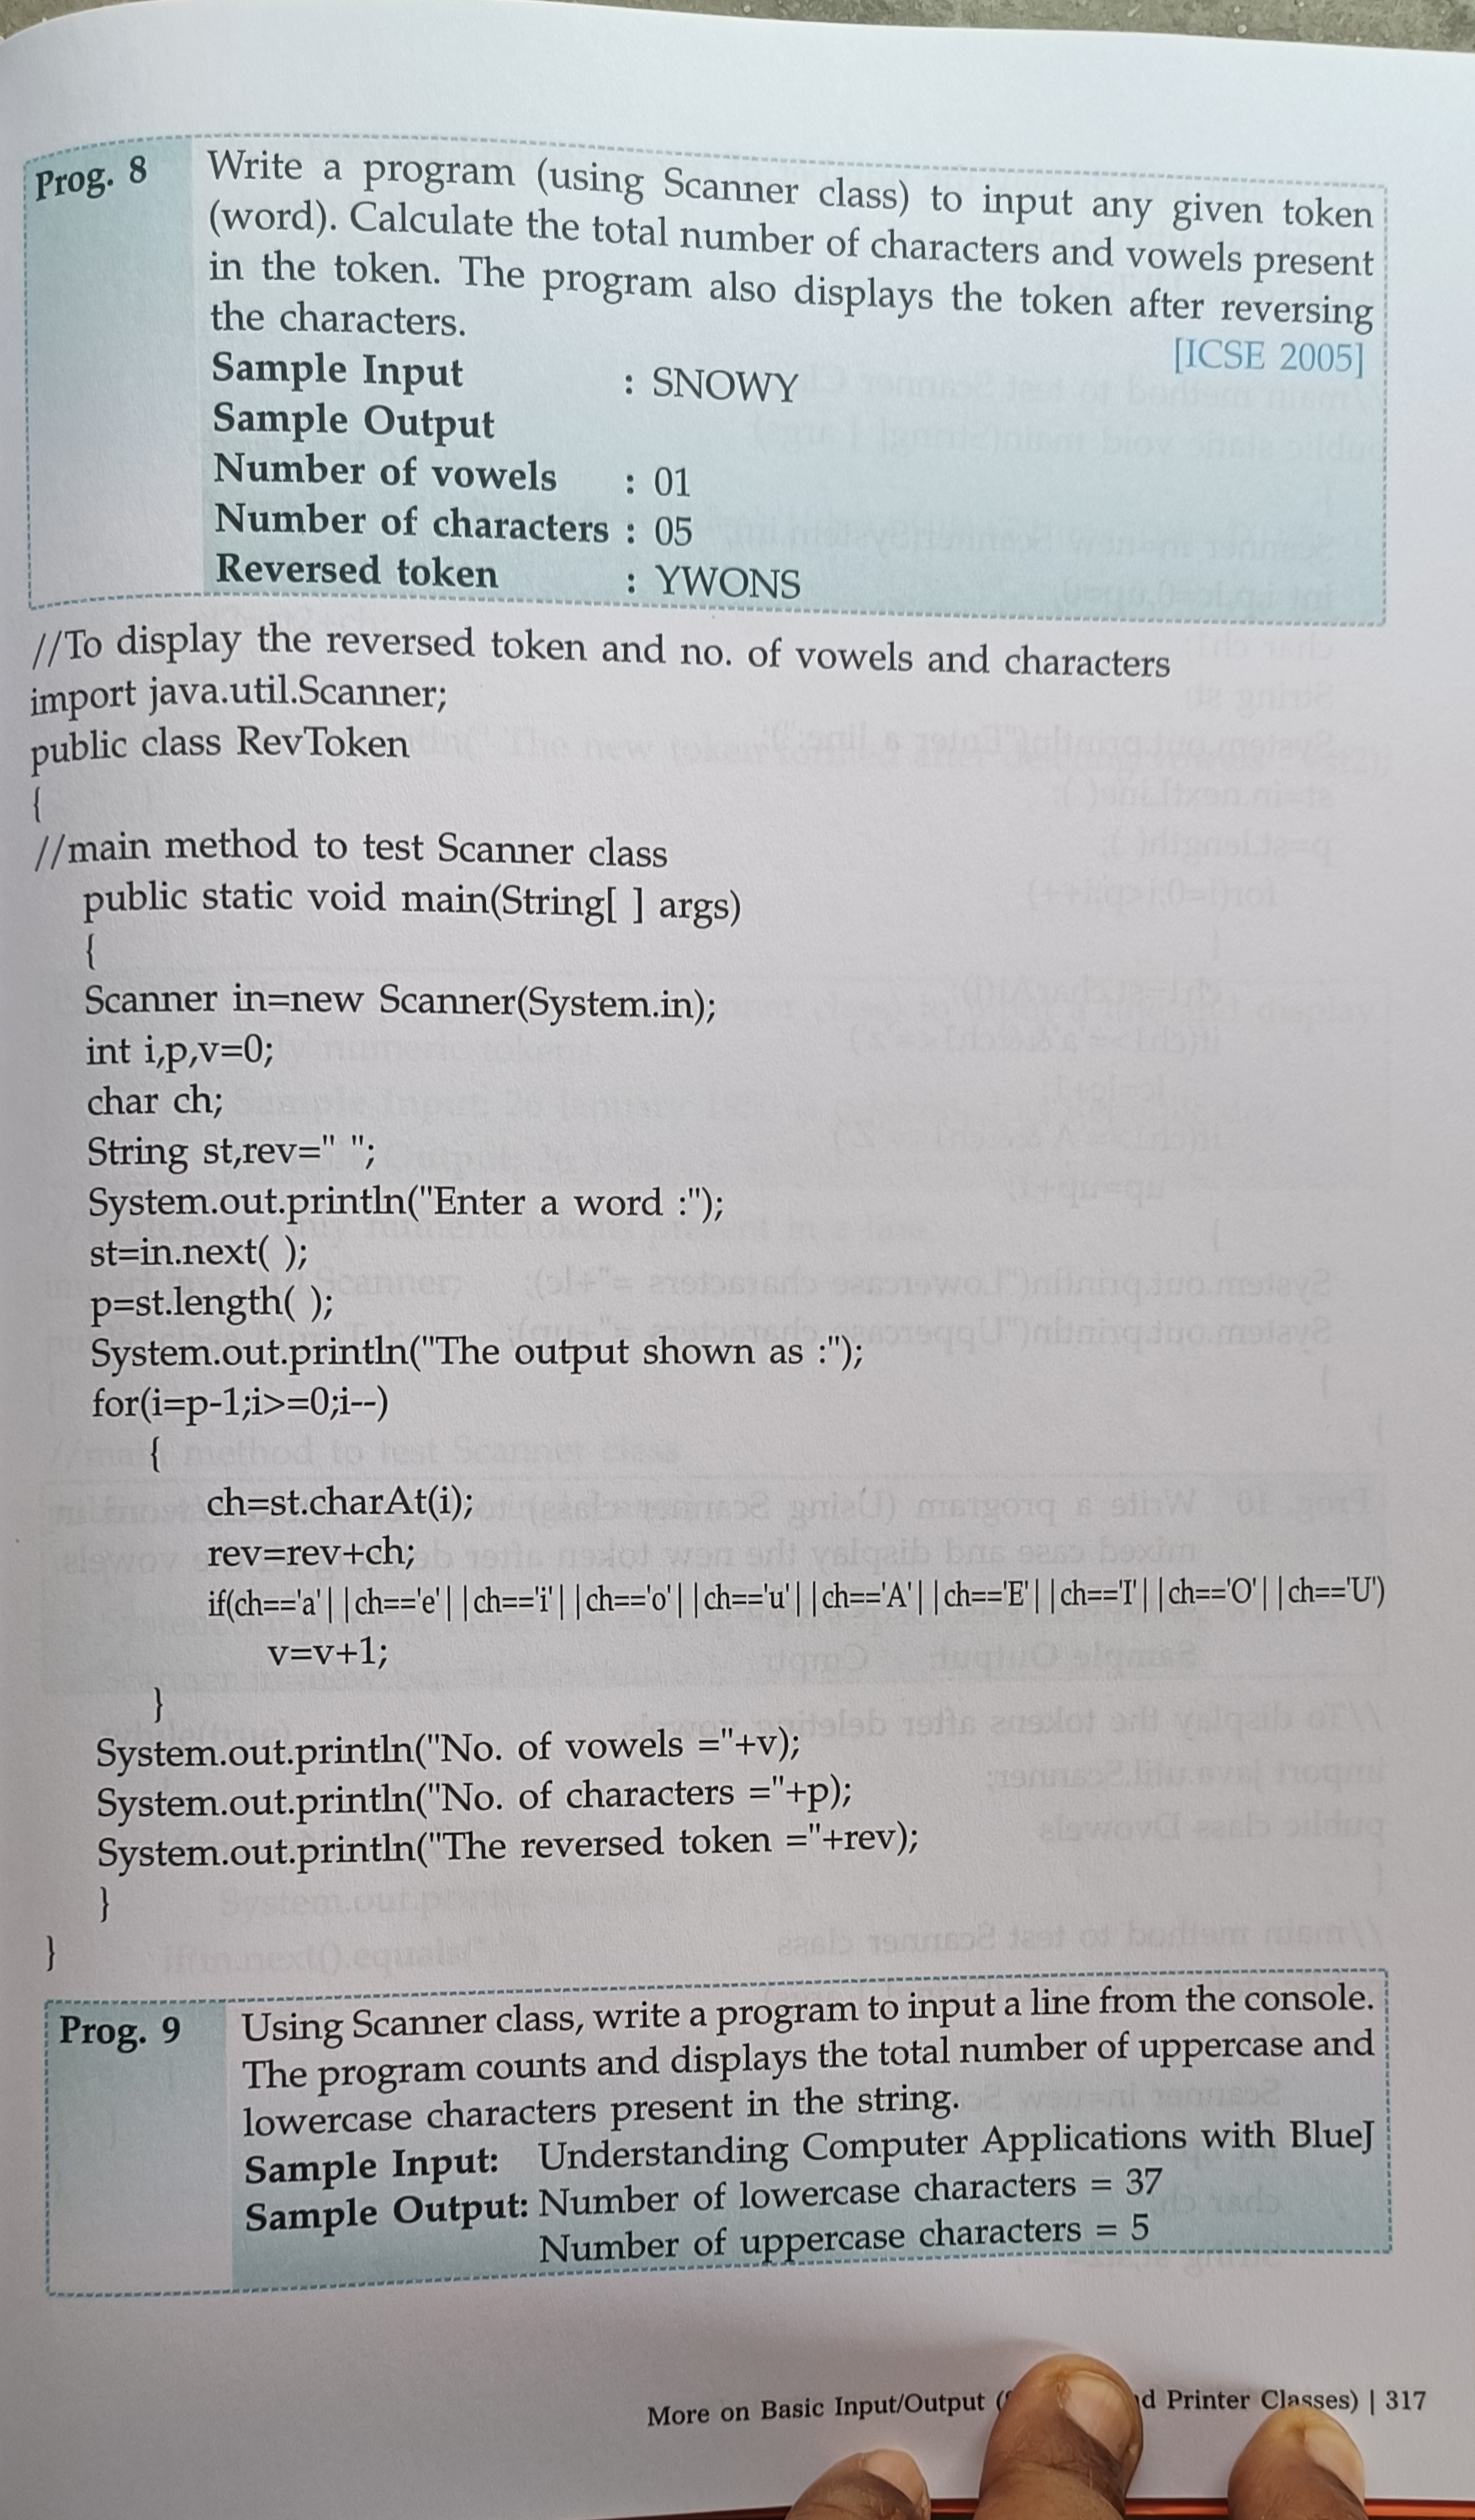 Prog. 8
Write a program (using Scanner class) to input any given token
(word). Calculate the total number of characters and vowels present
in the token. The program also displays the token after reversing
the characters.
[ICSE 2005]
Sample Input : SNOWY
Sample Output
Number of vowels : 01
Number of characters : 05
Reversed token : YWONS
//To display the reversed token and no. of vowels and characters
import java.util.Scanner;
public class RevToken
{
//main method to test Scanner class
public static void main(String[ ] args)
{
Scanner in=new Scanner(System.in);
int i,p,v=0;
char ch;
String st,rev=" ";
System.out.println("Enter a word :");
st=in.next( );
p=st.length( );
System.out.println("The output shown as :");
for(i=p-1;i>=0;i--)
{
ch=st.charAt(i);
rev=rev+ch;
if(ch=='a'||ch=='e'||ch=='i'||ch=='o'||ch=='u'||ch=='A'||ch=='E'||ch=='I'||ch=='O'||ch=='U')
v=v+1;
}
System.out.println("No. of vowels ="+v);
System.out.println("No. of characters ="+p);
System.out.println("The reversed token ="+rev);
}
}
Prog. 9
Using Scanner class, write a program to input a line from the console.
The program counts and displays the total number of uppercase and
lowercase characters present in the string.
Sample Input: Understanding Computer Applications with BlueJ
Sample Output: Number of lowercase characters = 37
Number of uppercase characters = 5
More on Basic Input/Output ( Printer Classes) | 317